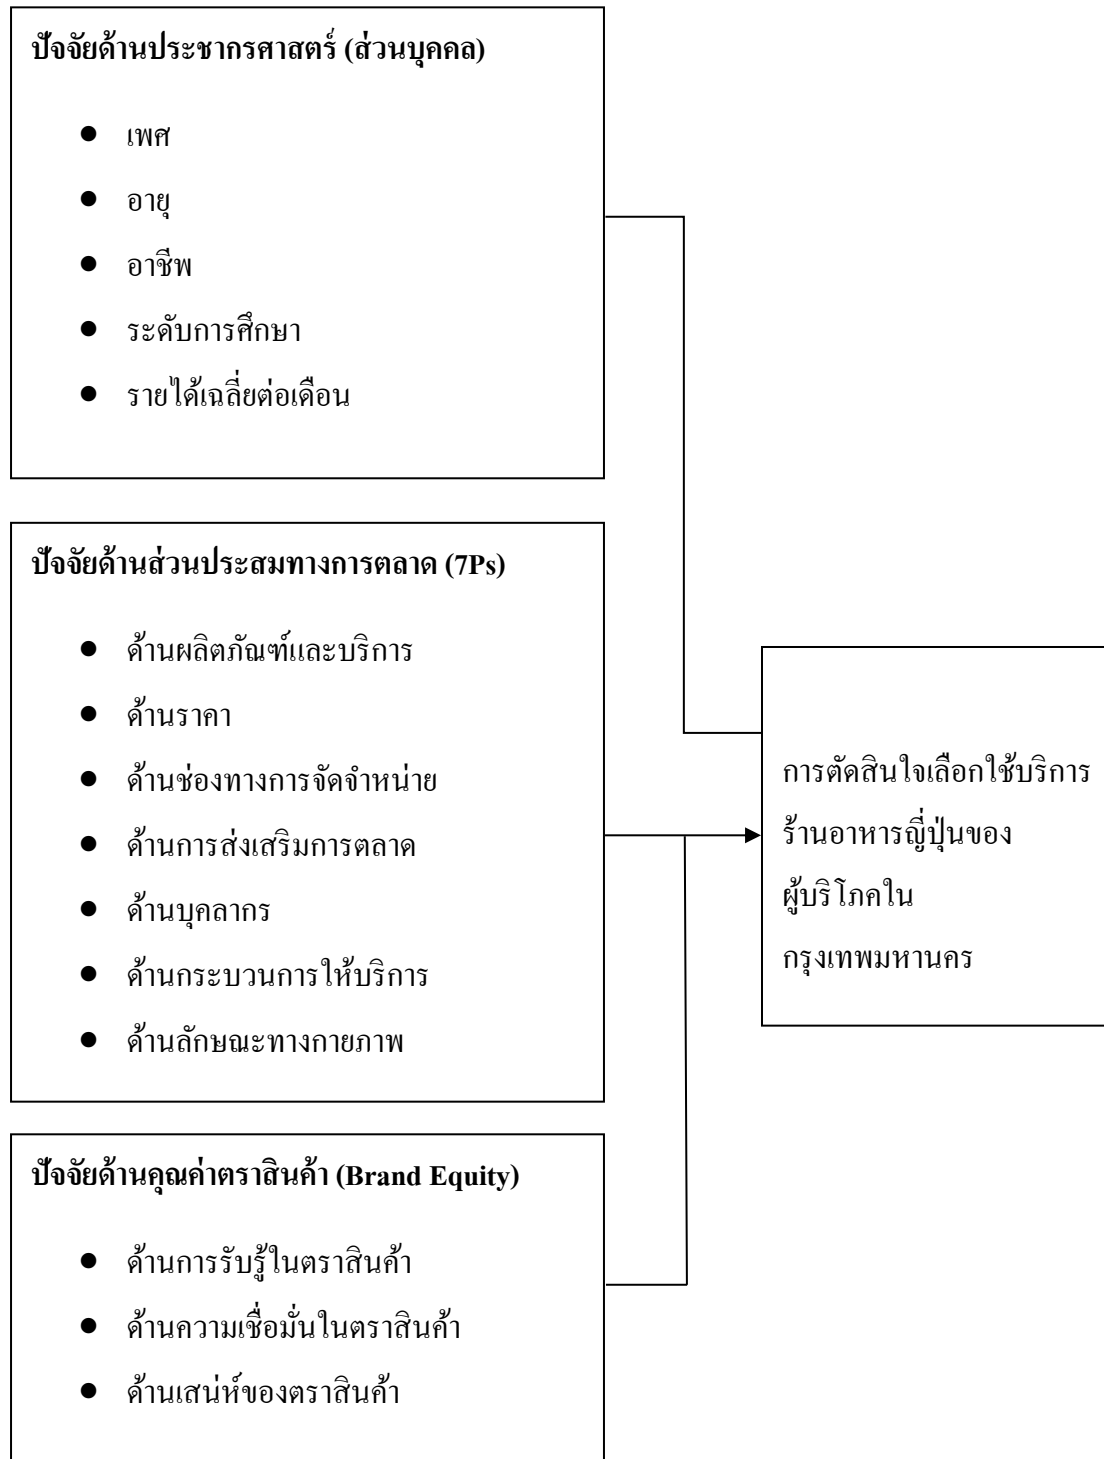 ปัจจัยด้านประชากรศาสตร์ (ส่วนบุคคล)
● เพศ
● อายุ
● อาชีพ
● ระดับการศึกษา
● รายได้เฉลี่ยต่อเดือน
ปัจจัยด้านส่วนประสมทางการตลาด (7Ps)
● ด้านผลิตภัณฑ์และบริการ
● ด้านราคา
● ด้านช่องทางการจัดจำหน่าย
● ด้านการส่งเสริมการตลาด
● ด้านบุคลากร
● ด้านกระบวนการให้บริการ
● ด้านลักษณะทางกายภาพ
ปัจจัยด้านคุณค่าตราสินค้า (Brand Equity)
● ด้านการรับรู้ในตราสินค้า
● ด้านความเชื่อมั่นในตราสินค้า
● ด้านเสน่ห์ของตราสินค้า
การตัดสินใจเลือกใช้บริการ
ร้านอาหารญี่ปุ่นของ
ผู้บริโภคใน
กรุงเทพมหานคร